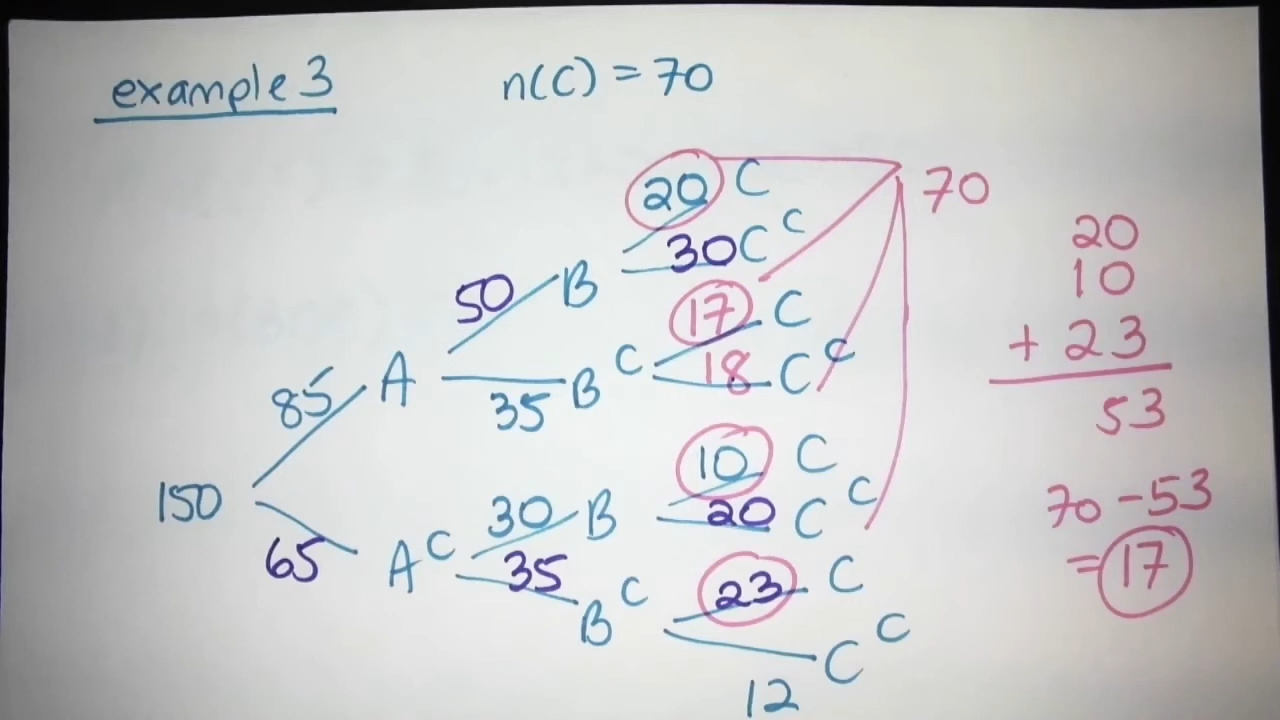 example 3 n(C) = 70
20 C
30 C^C
50 B
17 C
18 C^C
85 A
35 B^C
150
10 C
30 B
20 C^C
65 A^C
35 B^C
23 C
12 C^C
70
20
10
+ 23
53
70 - 53
= 17